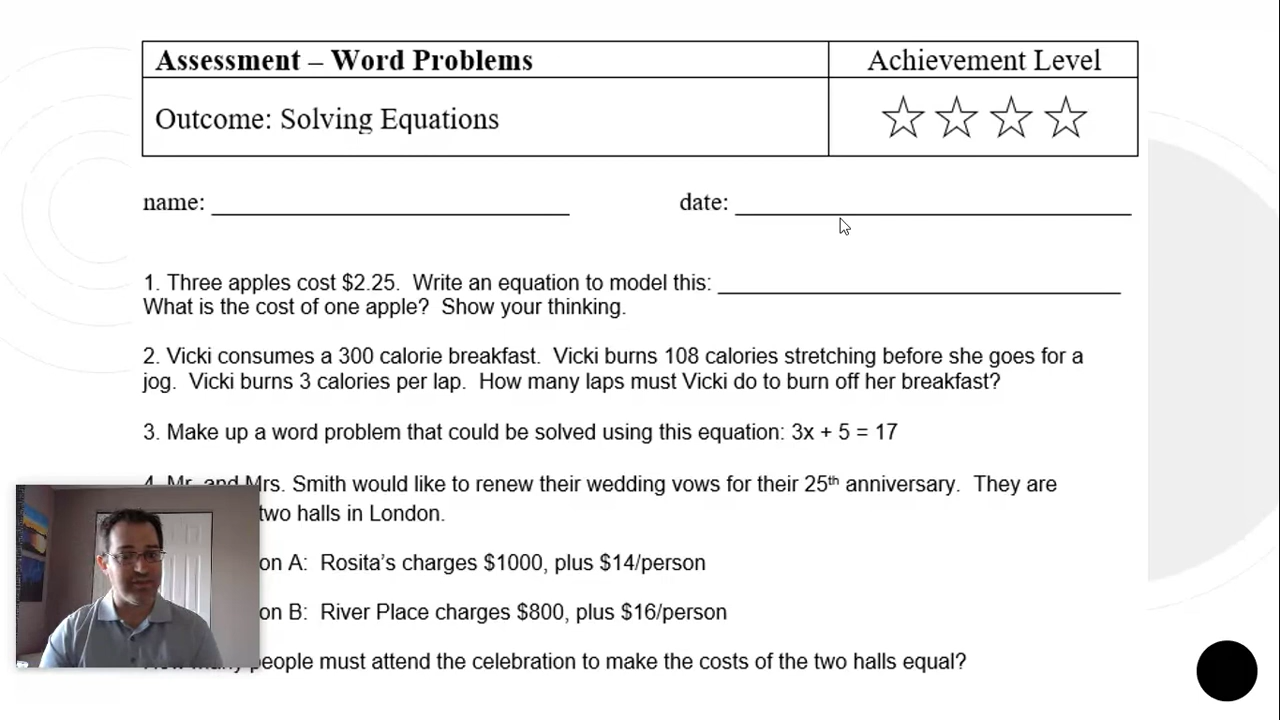 Assessment – Word Problems
Achievement Level
Outcome: Solving Equations
name:
date:
1. Three apples cost $2.25. Write an equation to model this:
What is the cost of one apple? Show your thinking.
2. Vicki consumes a 300 calorie breakfast. Vicki burns 108 calories stretching before she goes for a
jog. Vicki burns 3 calories per lap. How many laps must Vicki do to burn off her breakfast?
3. Make up a word problem that could be solved using this equation: 3x + 5 = 17
4. Mr. and Mrs. Smith would like to renew their wedding vows for their 25th anniversary. They are
two halls in London.
on A: Rosita’s charges $1000, plus $14/person
on B: River Place charges $800, plus $16/person
people must attend the celebration to make the costs of the two halls equal?